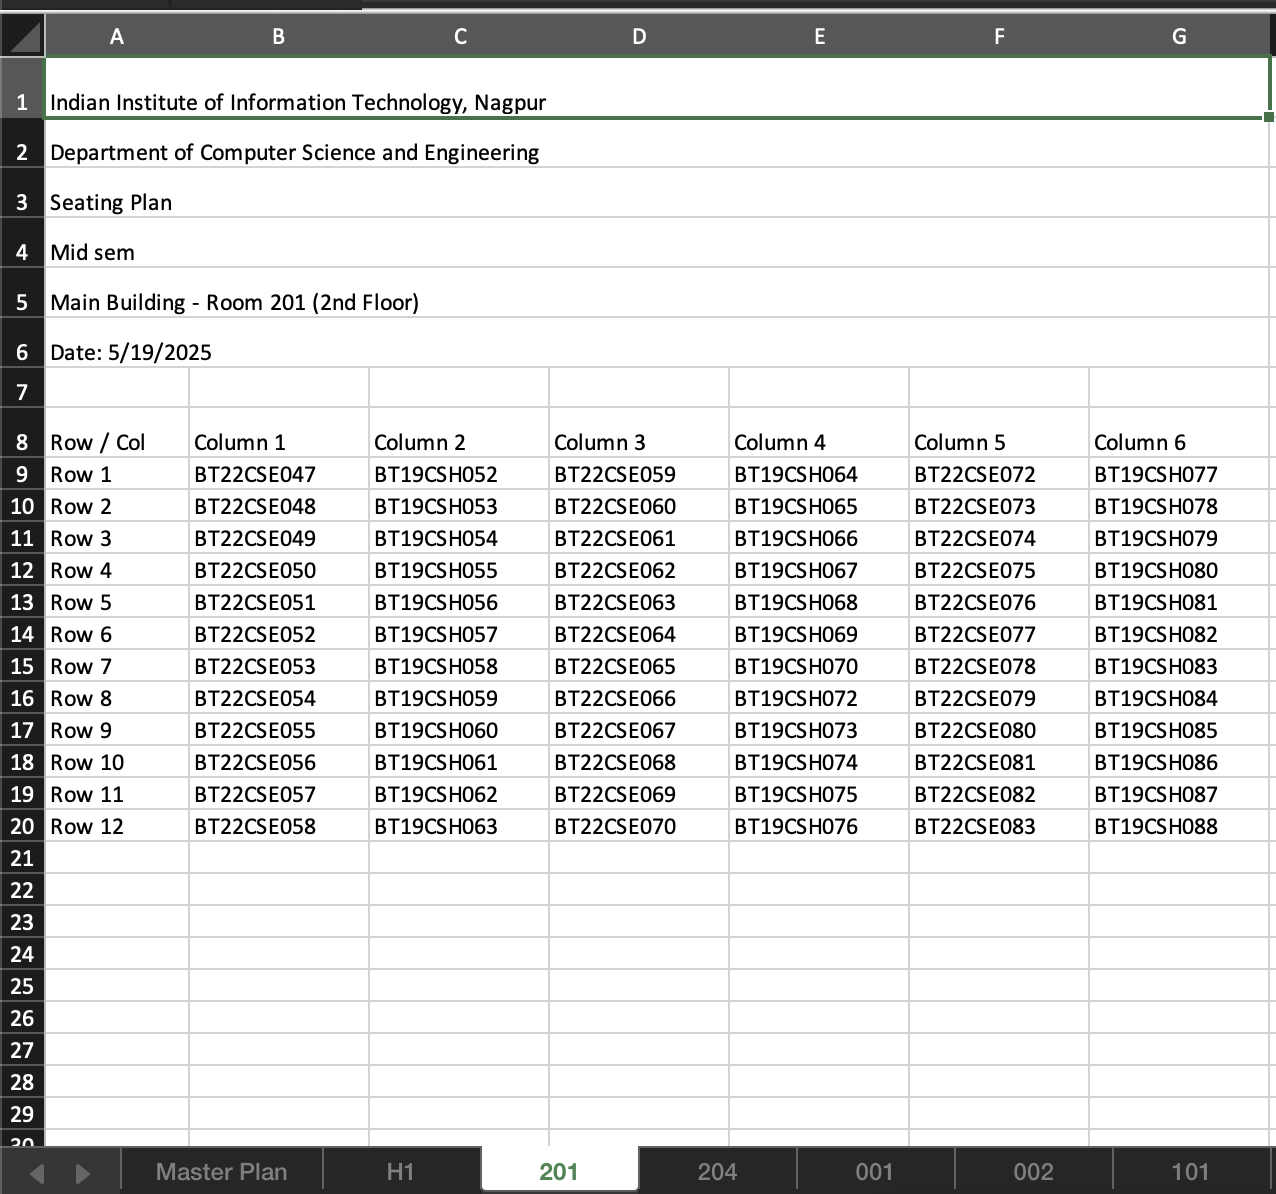 A B C D E F G
1 Indian Institute of Information Technology, Nagpur
2 Department of Computer Science and Engineering
3 Seating Plan
4 Mid sem
5 Main Building - Room 201 (2nd Floor)
6 Date: 5/19/2025
7
8 Row / Col Column 1 Column 2 Column 3 Column 4 Column 5 Column 6
9 Row 1 BT22CSE047 BT19CSH052 BT22CSE059 BT19CSH064 BT22CSE072 BT19CSH077
10 Row 2 BT22CSE048 BT19CSH053 BT22CSE060 BT19CSH065 BT22CSE073 BT19CSH078
11 Row 3 BT22CSE049 BT19CSH054 BT22CSE061 BT19CSH066 BT22CSE074 BT19CSH079
12 Row 4 BT22CSE050 BT19CSH055 BT22CSE062 BT19CSH067 BT22CSE075 BT19CSH080
13 Row 5 BT22CSE051 BT19CSH056 BT22CSE063 BT19CSH068 BT22CSE076 BT19CSH081
14 Row 6 BT22CSE052 BT19CSH057 BT22CSE064 BT19CSH069 BT22CSE077 BT19CSH082
15 Row 7 BT22CSE053 BT19CSH058 BT22CSE065 BT19CSH070 BT22CSE078 BT19CSH083
16 Row 8 BT22CSE054 BT19CSH059 BT22CSE066 BT19CSH072 BT22CSE079 BT19CSH084
17 Row 9 BT22CSE055 BT19CSH060 BT22CSE067 BT19CSH073 BT22CSE080 BT19CSH085
18 Row 10 BT22CSE056 BT19CSH061 BT22CSE068 BT19CSH074 BT22CSE081 BT19CSH086
19 Row 11 BT22CSE057 BT19CSH062 BT22CSE069 BT19CSH075 BT22CSE082 BT19CSH087
20 Row 12 BT22CSE058 BT19CSH063 BT22CSE070 BT19CSH076 BT22CSE083 BT19CSH088
21
22
23
24
25
26
27
28
29
30
Master Plan H1 201 204 001 002 101